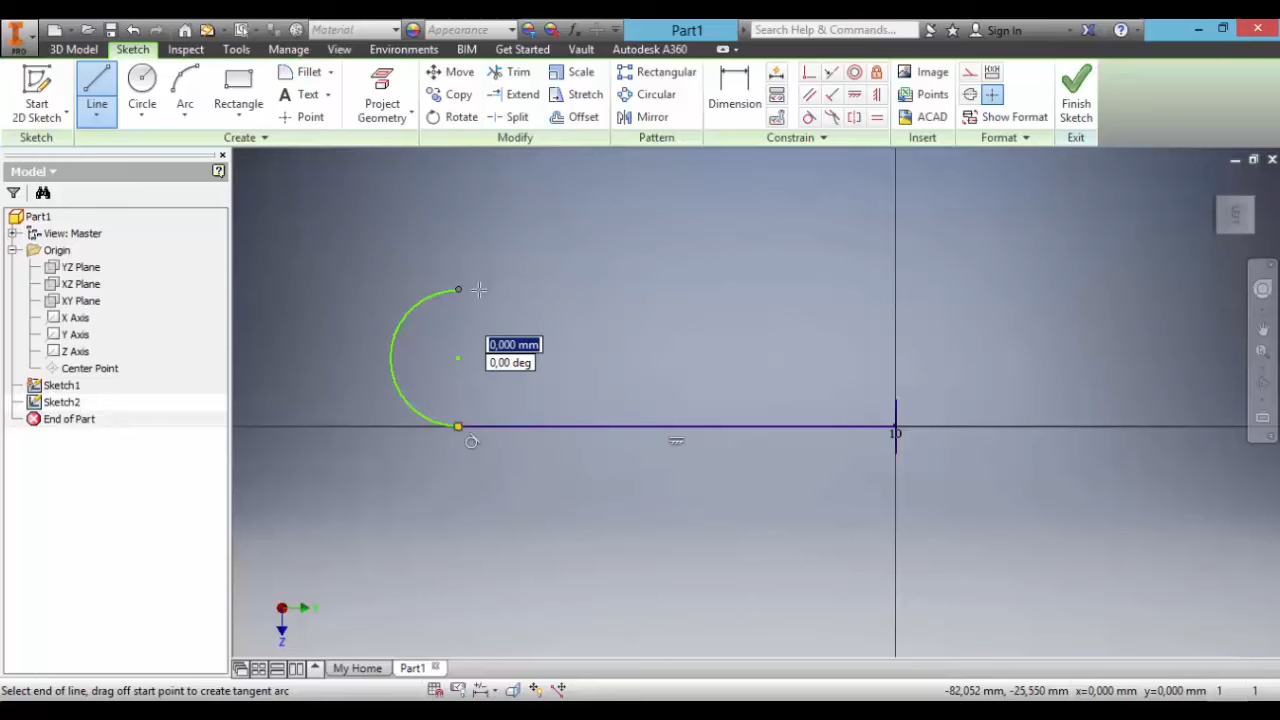 Material
Appearance
Part1
Search Help & Commands...
Sign In
PRO
3D Model
Sketch
Inspect
Tools
Manage
View
Environments
BIM
Get Started
Vault
Autodesk A360
Start
2D Sketch
Line
Circle
Arc
Rectangle
Fillet
Text
Point
Project
Geometry
Move
Copy
Rotate
Trim
Extend
Split
Scale
Stretch
Offset
Rectangular
Circular
Mirror
Dimension
Image
Points
ACAD
Show Format
Finish
Sketch
Sketch
Create
Modify
Pattern
Constrain
Insert
Format
Exit
Model
Part1
View: Master
Origin
YZ Plane
XZ Plane
XY Plane
X Axis
Y Axis
Z Axis
Center Point
Sketch1
Sketch2
End of Part
0,000 mm
0,00 deg
10
Y
Z
My Home
Part1
Select end of line, drag off start point to create tangent arc
-82,052 mm, -25,550 mm x=0,000 mm y=0,000 mm 1 1